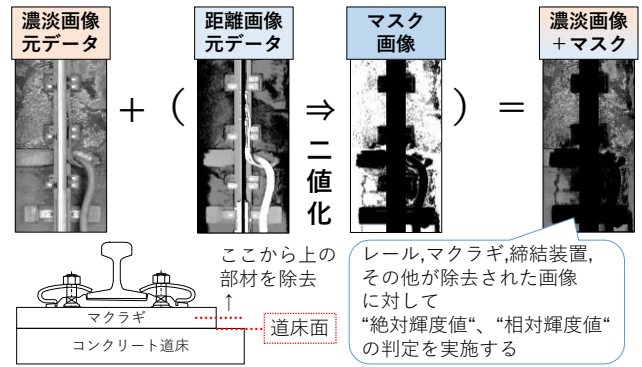 濃淡画像
元データ
距離画像
元データ
マスク
画像
濃淡画像
＋マスク
＋
（
⇒
二値化
）
＝
ここから上の
部材を除去
↑
マクラギ
道床面
コンクリート道床
レール,マクラギ,締結装置,
その他が除去された画像
に対して
“絶対輝度値“、“相対輝度値“
の判定を実施する